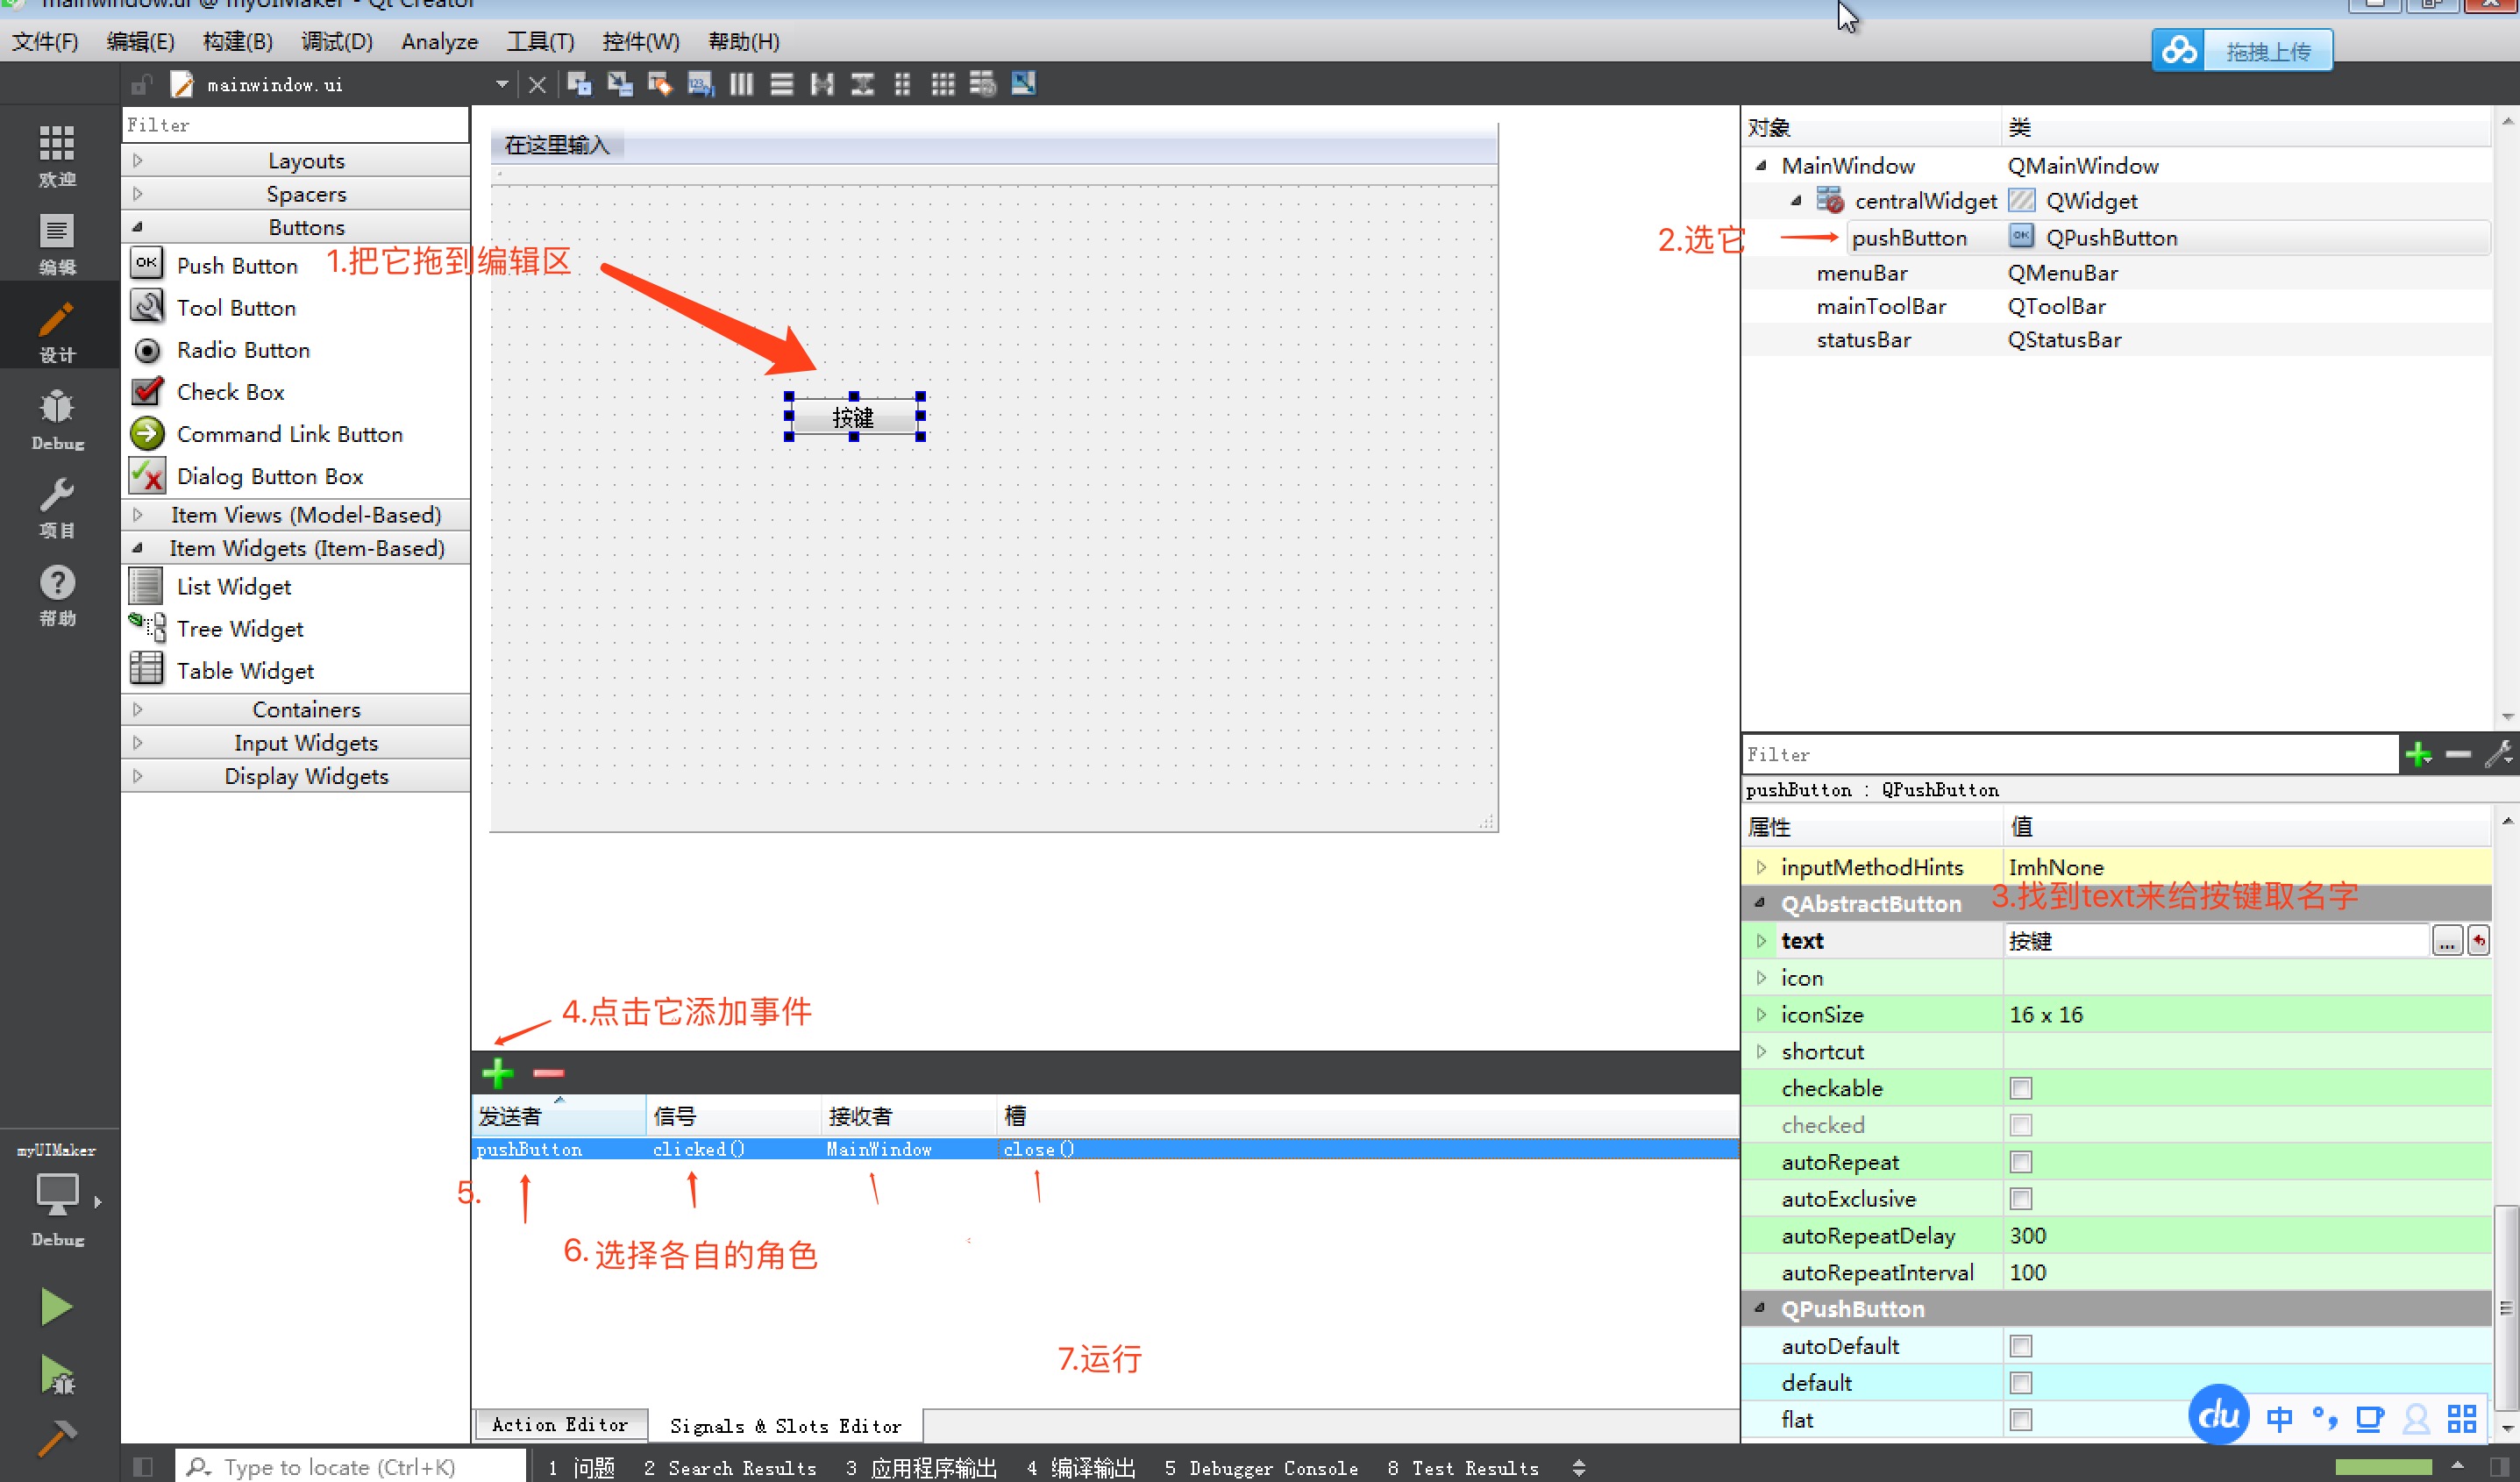 mainwindow.ui @ myUIMaker - Qt Creator
文件(F) 编辑(E) 构建(B) 调试(D) Analyze 工具(T) 控件(W) 帮助(H)
拖拽上传
mainwindow.ui
欢迎
编辑
设计
Debug
项目
帮助
myUIMaker
Debug
Filter
Layouts
Spacers
Buttons
OK Push Button
Tool Button
Radio Button
Check Box
Command Link Button
Dialog Button Box
Item Views (Model-Based)
Item Widgets (Item-Based)
List Widget
Tree Widget
Table Widget
Containers
Input Widgets
Display Widgets
在这里输入
1.把它拖到编辑区
按键
2.选它
对象 类
MainWindow QMainWindow
centralWidget QWidget
pushButton OK QPushButton
menuBar QMenuBar
mainToolBar QToolBar
statusBar QStatusBar
Filter
pushButton : QPushButton
属性 值
inputMethodHints ImhNone
QAbstractButton
3.找到text来给按键取名字
text 按键 ...
icon
iconSize 16 x 16
shortcut
checkable
checked
autoRepeat
autoExclusive
autoRepeatDelay 300
autoRepeatInterval 100
QPushButton
autoDefault
default
flat
4.点击它添加事件
发送者 信号 接收者 槽
pushButton clicked() MainWindow close()
5.
6.选择各自的角色
7.运行
Action Editor Signals & Slots Editor
du 中
Type to locate (Ctrl+K) 1 问题 2 Search Results 3 应用程序输出 4 编译输出 5 Debugger Console 8 Test Results